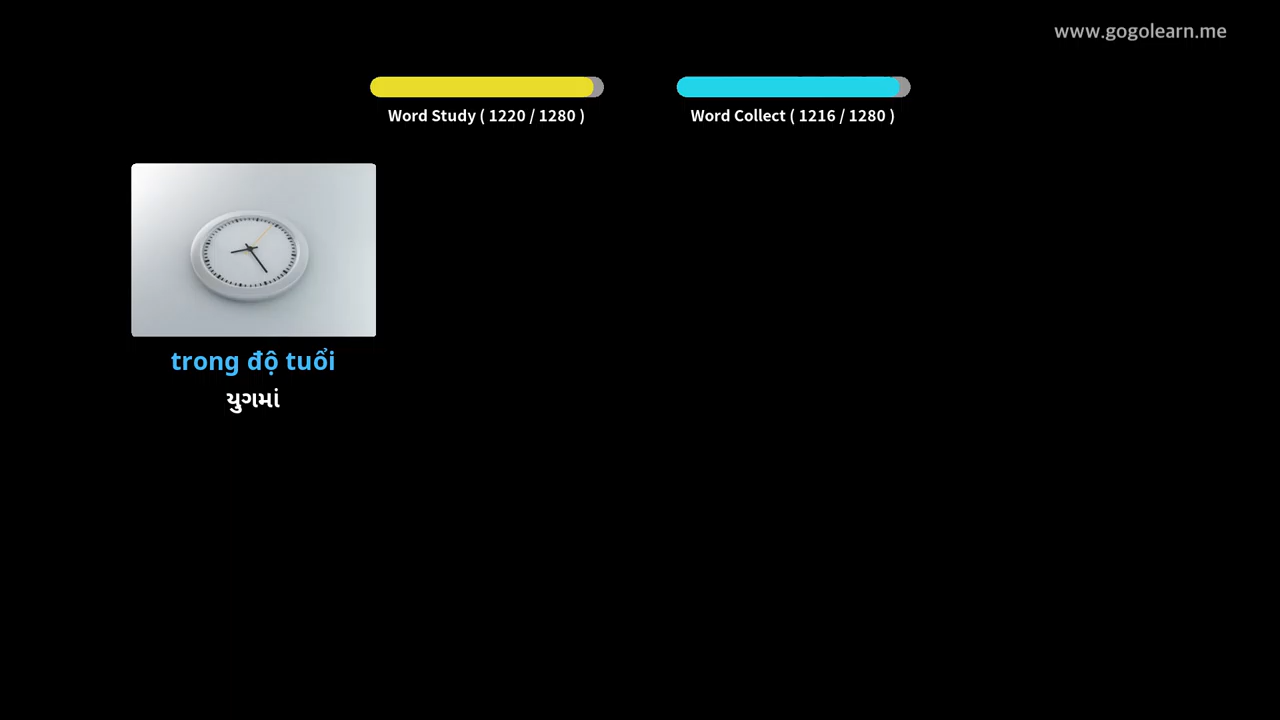 www.gogolearn.me
Word Study ( 1220 / 1280 )
Word Collect ( 1216 / 1280 )
trong độ tuổi
યુગમાં